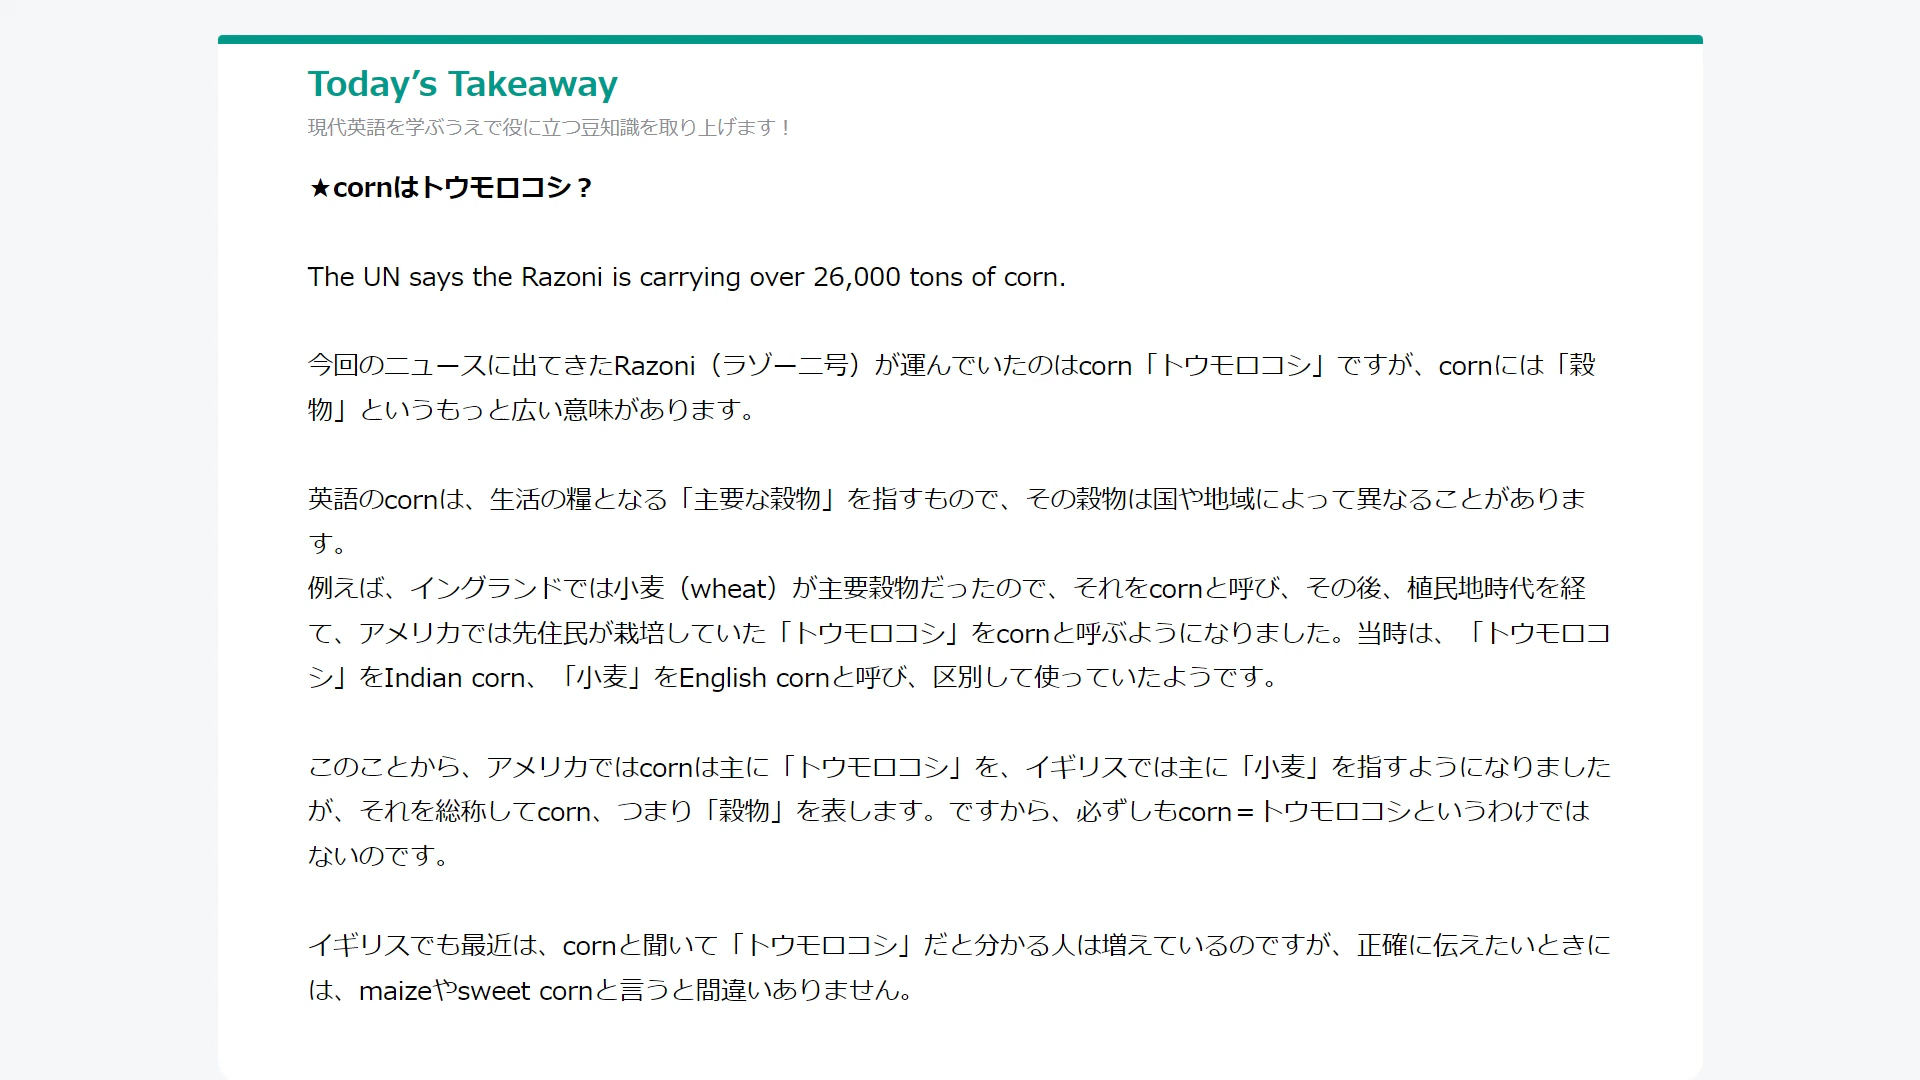 Today’s Takeaway
現代英語を学ぶうえで役に立つ豆知識を取り上げます！
★cornはトウモロコシ？
The UN says the Razoni is carrying over 26,000 tons of corn.
今回のニュースに出てきたRazoni（ラゾーニ号）が運んでいたのはcorn「トウモロコシ」ですが、cornには「穀
物」というもっと広い意味があります。
英語のcornは、生活の糧となる「主要な穀物」を指すもので、その穀物は国や地域によって異なることがありま
す。
例えば、イングランドでは小麦（wheat）が主要穀物だったので、それをcornと呼び、その後、植民地時代を経
て、アメリカでは先住民が栽培していた「トウモロコシ」をcornと呼ぶようになりました。当時は、「トウモロコ
シ」をIndian corn、「小麦」をEnglish cornと呼び、区別して使っていたようです。
このことから、アメリカではcornは主に「トウモロコシ」を、イギリスでは主に「小麦」を指すようになりました
が、それを総称してcorn、つまり「穀物」を表します。ですから、必ずしもcorn＝トウモロコシというわけでは
ないのです。
イギリスでも最近は、cornと聞いて「トウモロコシ」だと分かる人は増えているのですが、正確に伝えたいときに
は、maizeやsweet cornと言うと間違いありません。